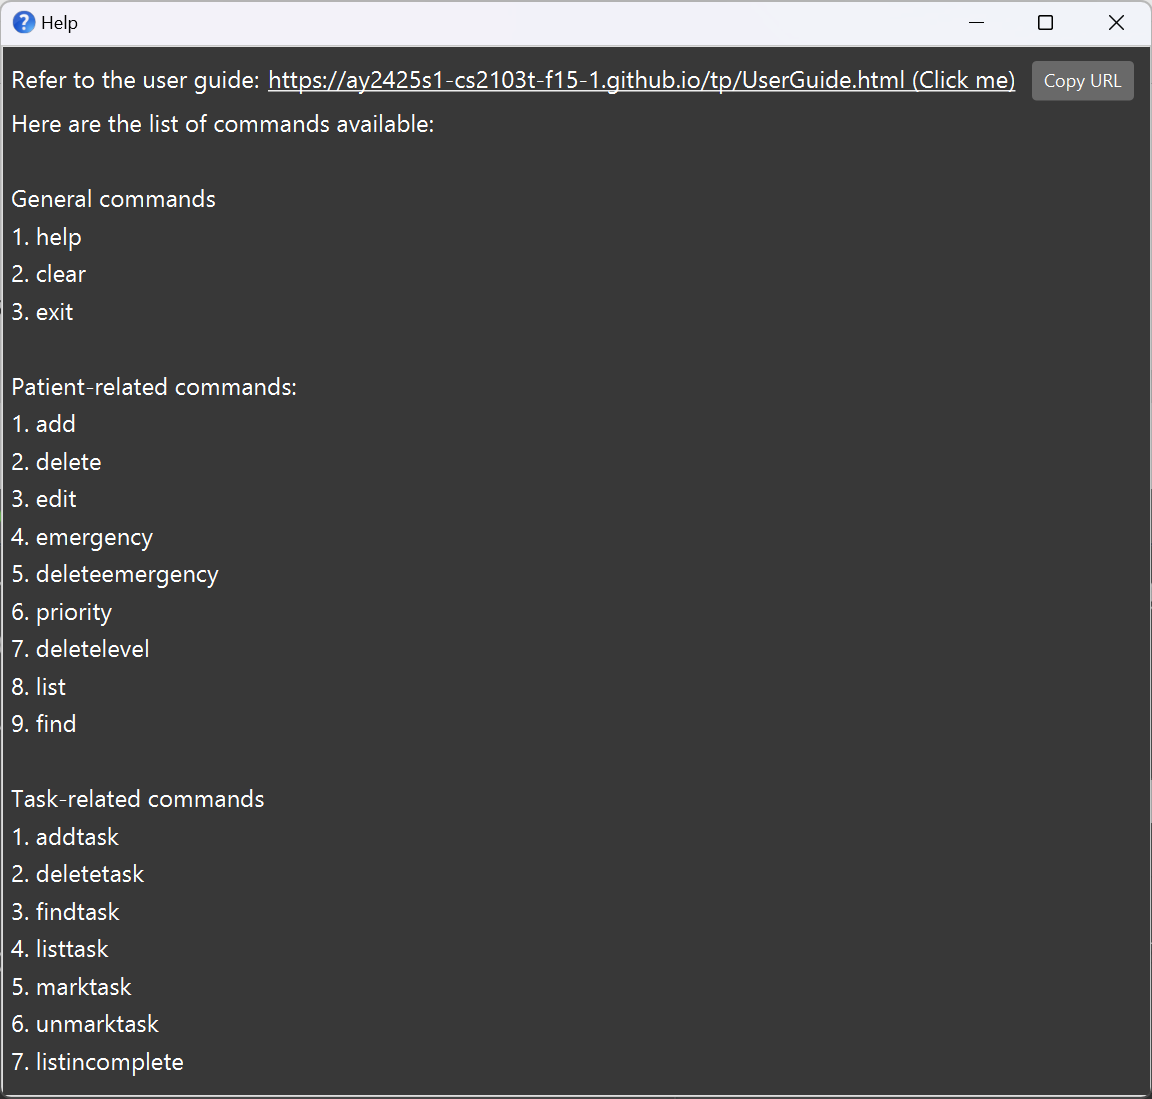 Help
Refer to the user guide: https://ay2425s1-cs2103t-f15-1.github.io/tp/UserGuide.html (Click me) Copy URL
Here are the list of commands available:
General commands
1. help
2. clear
3. exit
Patient-related commands:
1. add
2. delete
3. edit
4. emergency
5. deleteemergency
6. priority
7. deletelevel
8. list
9. find
Task-related commands
1. addtask
2. deletetask
3. findtask
4. listtask
5. marktask
6. unmarktask
7. listincomplete